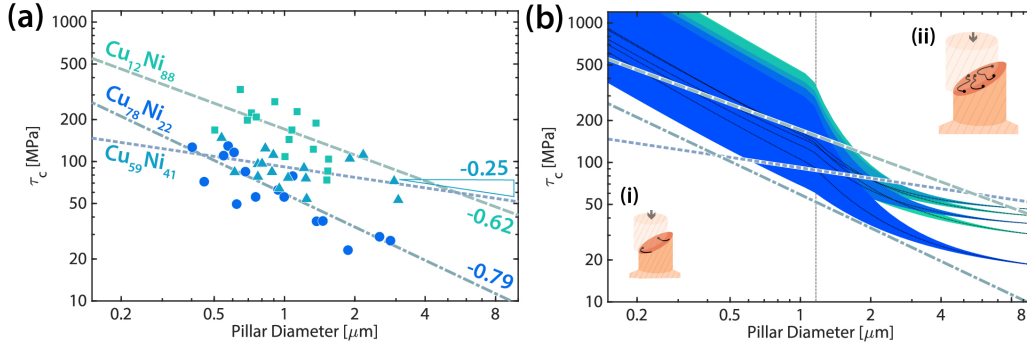 (a)
1000
500
200
100
50
20
10
τc [MPa]
Cu12Ni88
Cu78Ni22
Cu59Ni41
-0.25
-0.62
-0.79
0.2
0.5
1
2
4
8
Pillar Diameter [μm]
(b)
1000
500
200
100
50
20
10
τc [MPa]
(i)
(ii)
0.2
0.5
1
2
4
8
Pillar Diameter [μm]